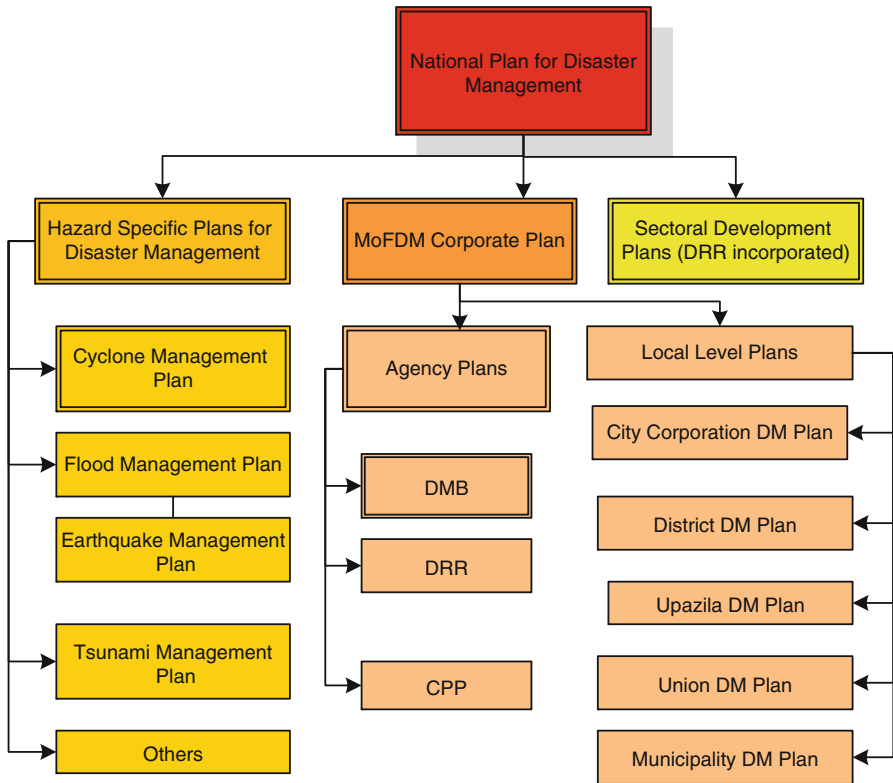 National Plan for Disaster
Management
Hazard Specific Plans for
Disaster Management
MoFDM Corporate Plan
Sectoral Development
Plans (DRR incorporated)
Cyclone Management
Plan
Flood Management Plan
Earthquake Management
Plan
Tsunami Management
Plan
Others
Agency Plans
DMB
DRR
CPP
Local Level Plans
City Corporation DM Plan
District DM Plan
Upazila DM Plan
Union DM Plan
Municipality DM Plan